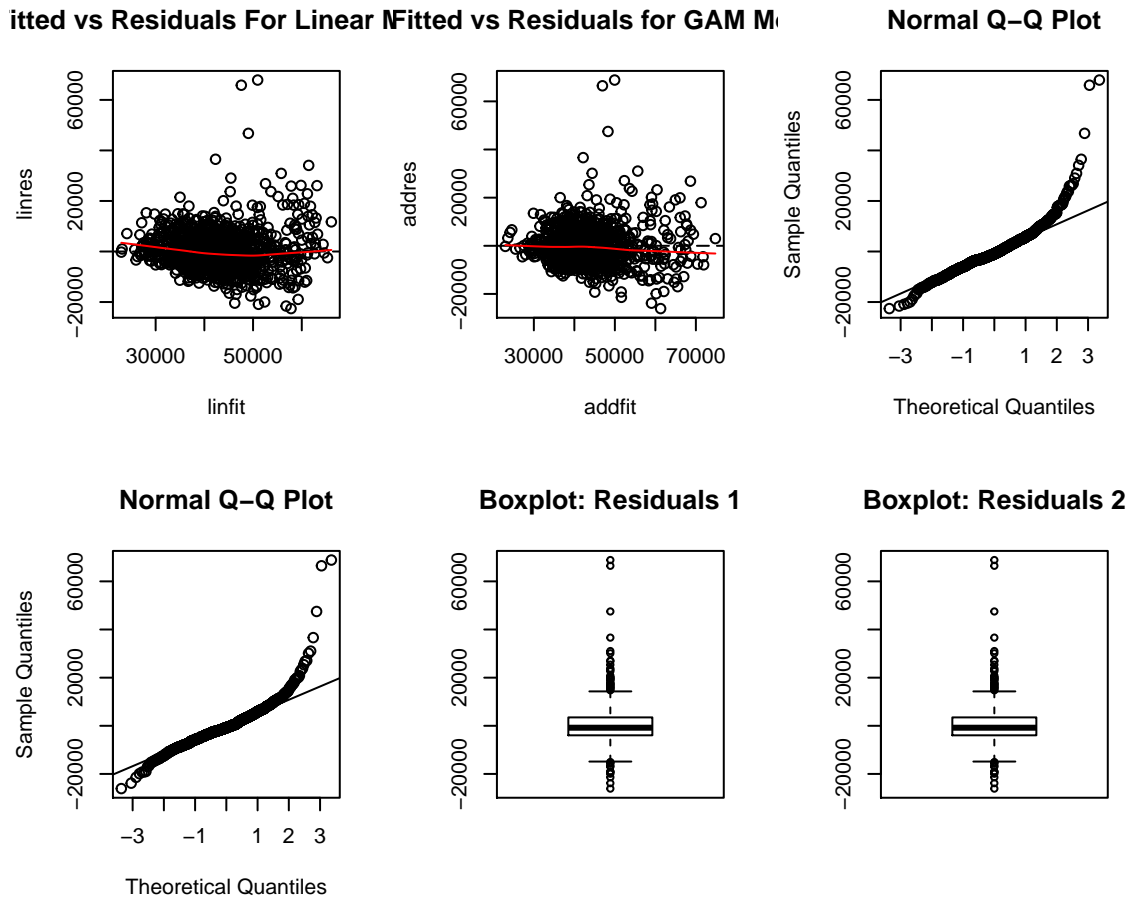 itted vs Residuals For Linear M
Fitted vs Residuals for GAM Mo
Normal Q−Q Plot
linres
−20000 20000 60000
30000 50000
linfit
addres
−20000 20000 60000
30000 50000 70000
addfit
Sample Quantiles
−20000 20000 60000
−3 −1 1 2 3
Theoretical Quantiles
Normal Q−Q Plot
Boxplot: Residuals 1
Boxplot: Residuals 2
Sample Quantiles
−20000 20000 60000
−3 −1 1 2 3
Theoretical Quantiles
−20000 20000 60000
−20000 20000 60000